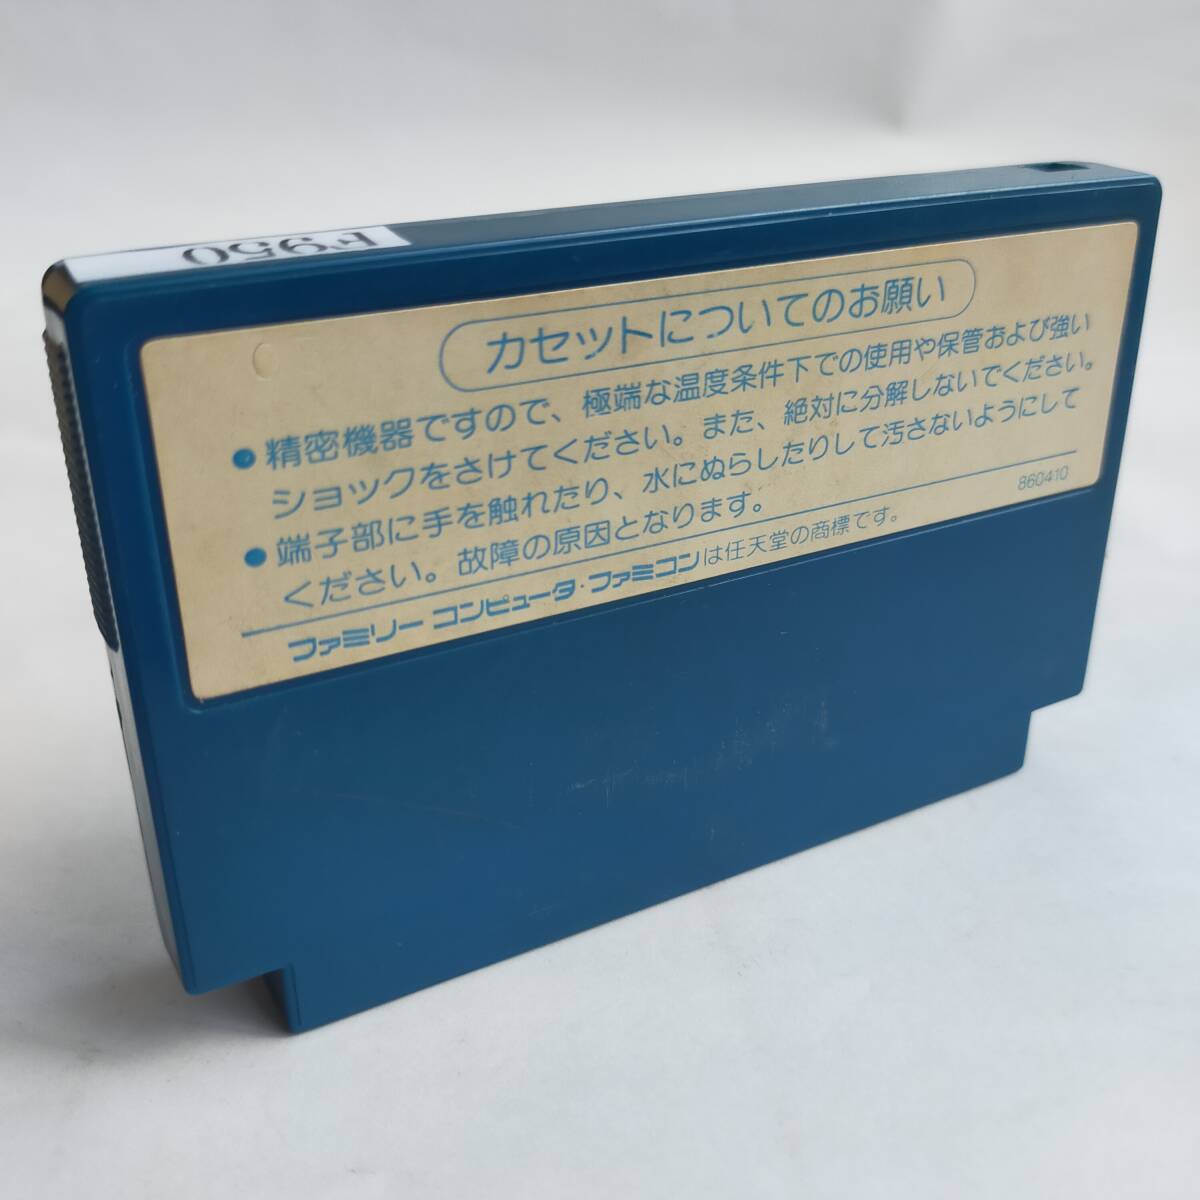 F950
カセットについてのお願い
●精密機器ですので、極端な温度条件下での使用や保管および強い
ショックをさけてください。また、絶対に分解しないでください。
●端子部に手を触れたり、水にぬらしたりして汚さないようにして
ください。故障の原因となります。
860410
ファミリーコンピュータ・ファミコンは任天堂の商標です。